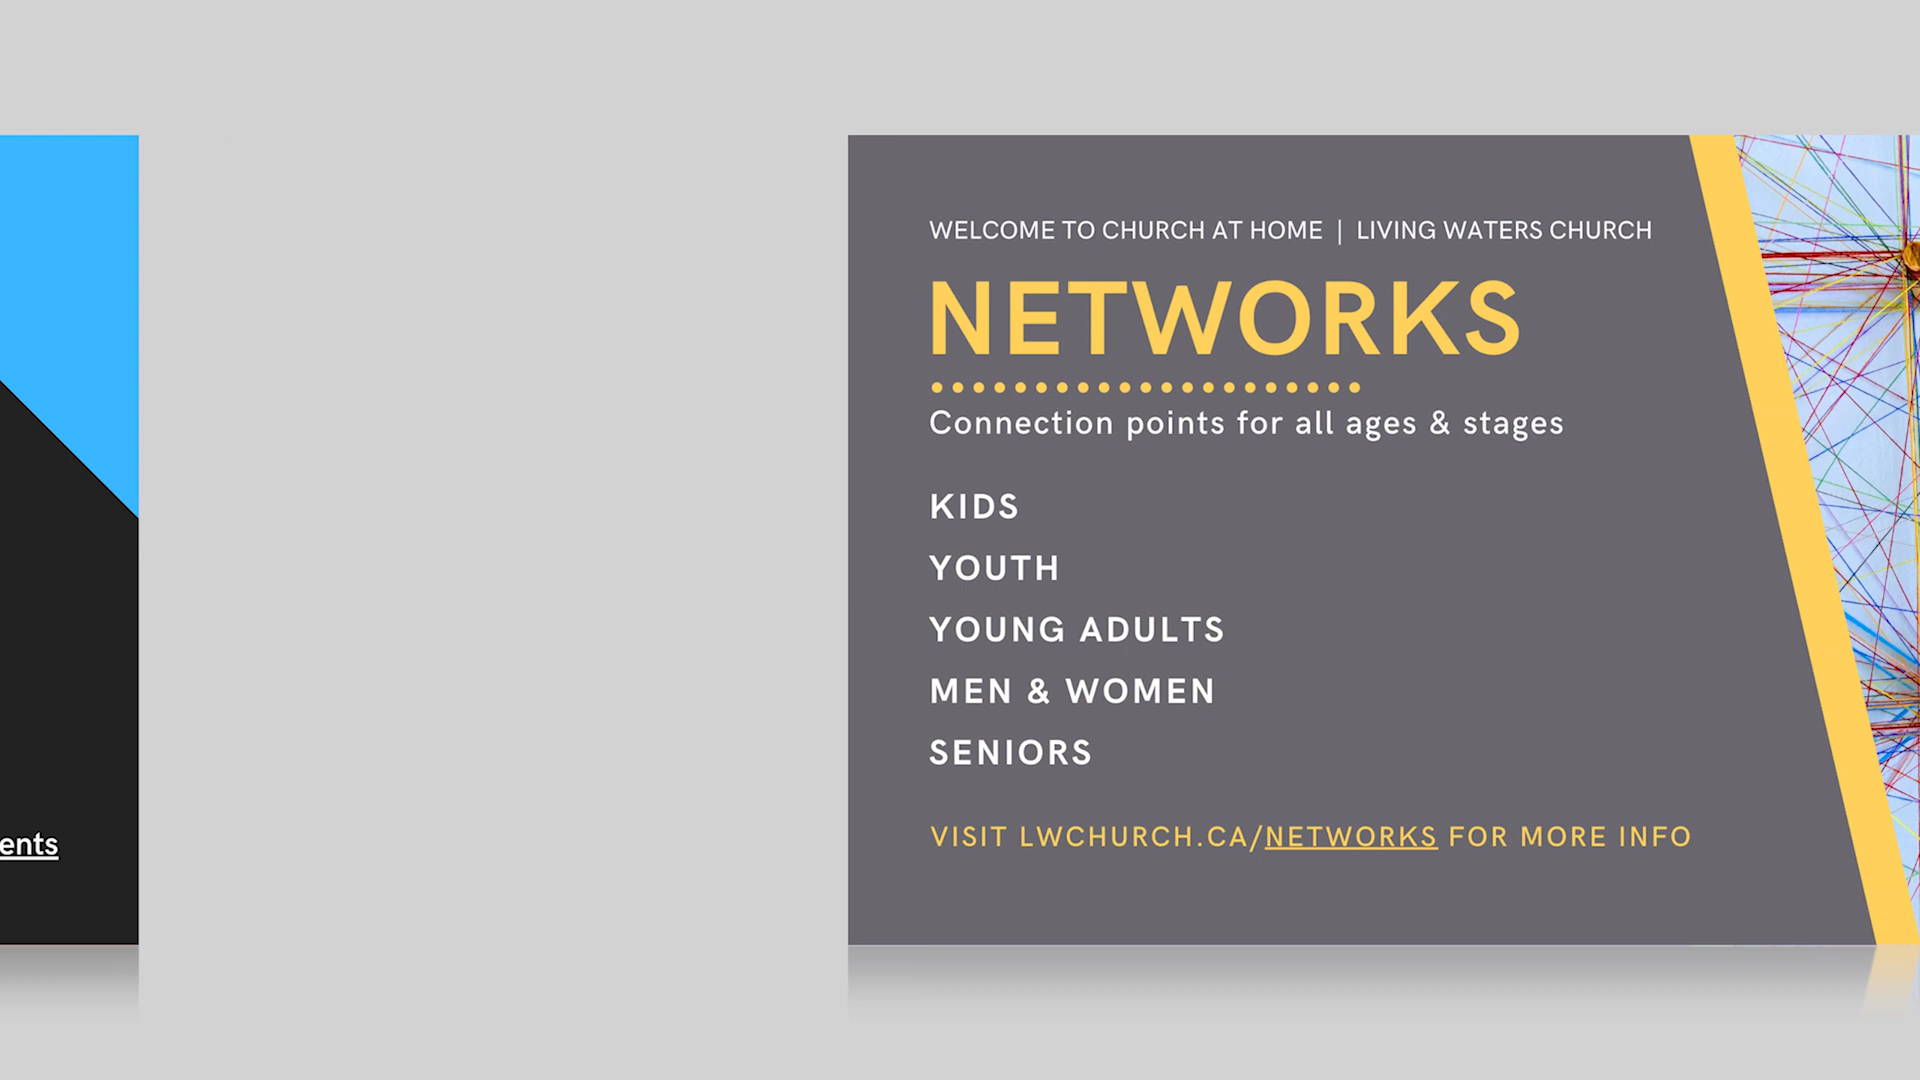 ents
WELCOME TO CHURCH AT HOME | LIVING WATERS CHURCH
NETWORKS
Connection points for all ages & stages
KIDS
YOUTH
YOUNG ADULTS
MEN & WOMEN
SENIORS
VISIT LWCHURCH.CA/NETWORKS FOR MORE INFO